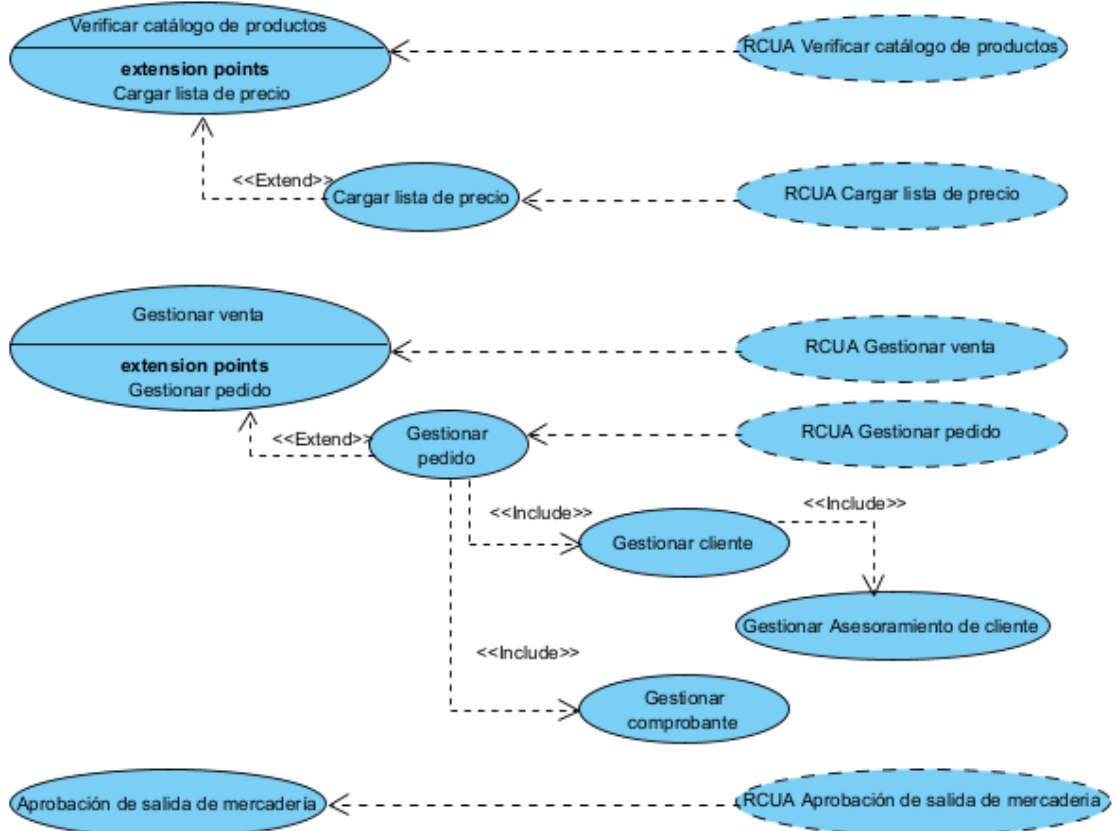 Verificar catálogo de productos
extension points
Cargar lista de precio
RCUA Verificar catálogo de productos
<<Extend>>
Cargar lista de precio
RCUA Cargar lista de precio
Gestionar venta
extension points
Gestionar pedido
RCUA Gestionar venta
<<Extend>>
Gestionar
pedido
RCUA Gestionar pedido
<<Include>>
Gestionar cliente
<<Include>>
Gestionar Asesoramiento de cliente
<<Include>>
Gestionar
comprobante
Aprobación de salida de mercaderia
RCUA Aprobación de salida de mercaderia